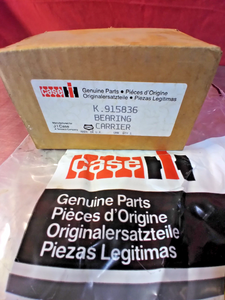 CASE IH
Genuine Parts • Pièces d'Origine
Originalersatzteile • Piezas Legitimas
K.915836
BEARING
CARRIER
CASE IH
Genuine Parts
Pièces d'Origine
Originalersatzteile
Piezas Legitimas